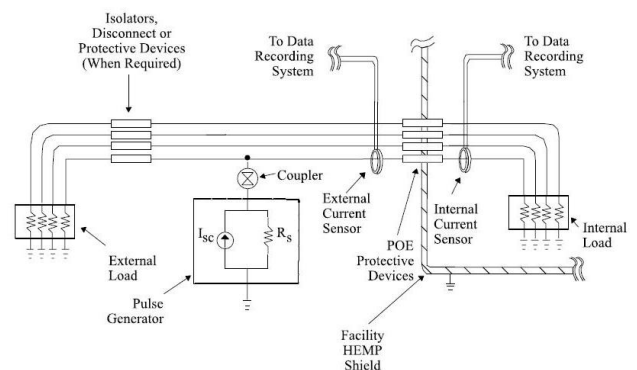 Isolators,
Disconnect or
Protective Devices
(When Required)
To Data
Recording
System
To Data
Recording
System
Coupler
External
Current
Sensor
Internal
Current
Sensor
Isc
Rs
External
Load
Internal
Load
POE
Protective
Devices
Pulse
Generator
Facility
HEMP
Shield